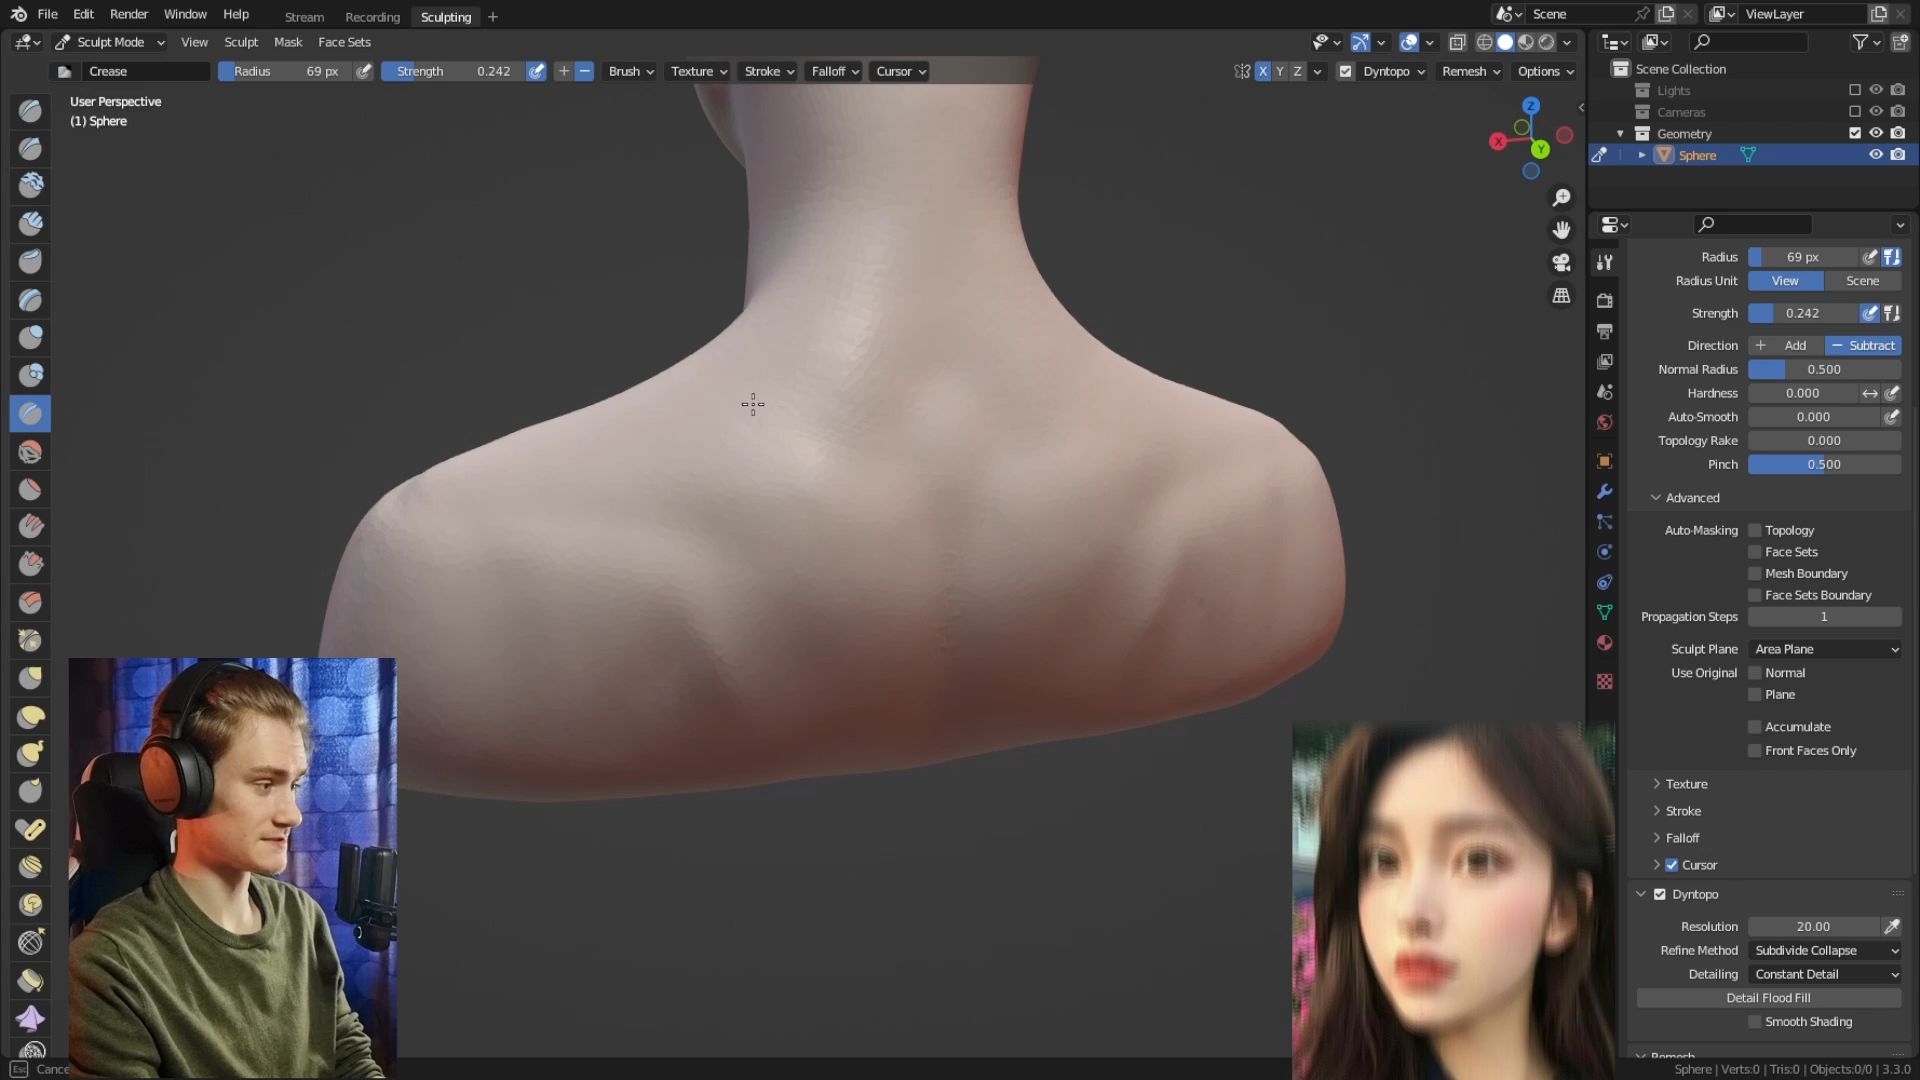 File Edit Render Window Help Stream Recording Sculpting + Scene ViewLayer
Sculpt Mode View Sculpt Mask Face Sets
Crease Radius 69 px Strength 0.242 Brush Texture Stroke Falloff Cursor X Y Z Dyntopo Remesh Options
User Perspective
(1) Sphere
Z
X
Y
Scene Collection
Lights
Cameras
Geometry
Sphere
Radius 69 px
Radius Unit View Scene
Strength 0.242
Direction + Add − Subtract
Normal Radius 0.500
Hardness 0.000
Auto-Smooth 0.000
Topology Rake 0.000
Pinch 0.500
Advanced
Auto-Masking Topology
Face Sets
Mesh Boundary
Face Sets Boundary
Propagation Steps 1
Sculpt Plane Area Plane
Use Original Normal
Plane
Accumulate
Front Faces Only
Texture
Stroke
Falloff
Cursor
Dyntopo
Resolution 20.00
Refine Method Subdivide Collapse
Detailing Constant Detail
Detail Flood Fill
Smooth Shading
Remesh
Esc Cance
Sphere | Verts:0 | Tris:0 | Objects:0/0 | 3.3.0